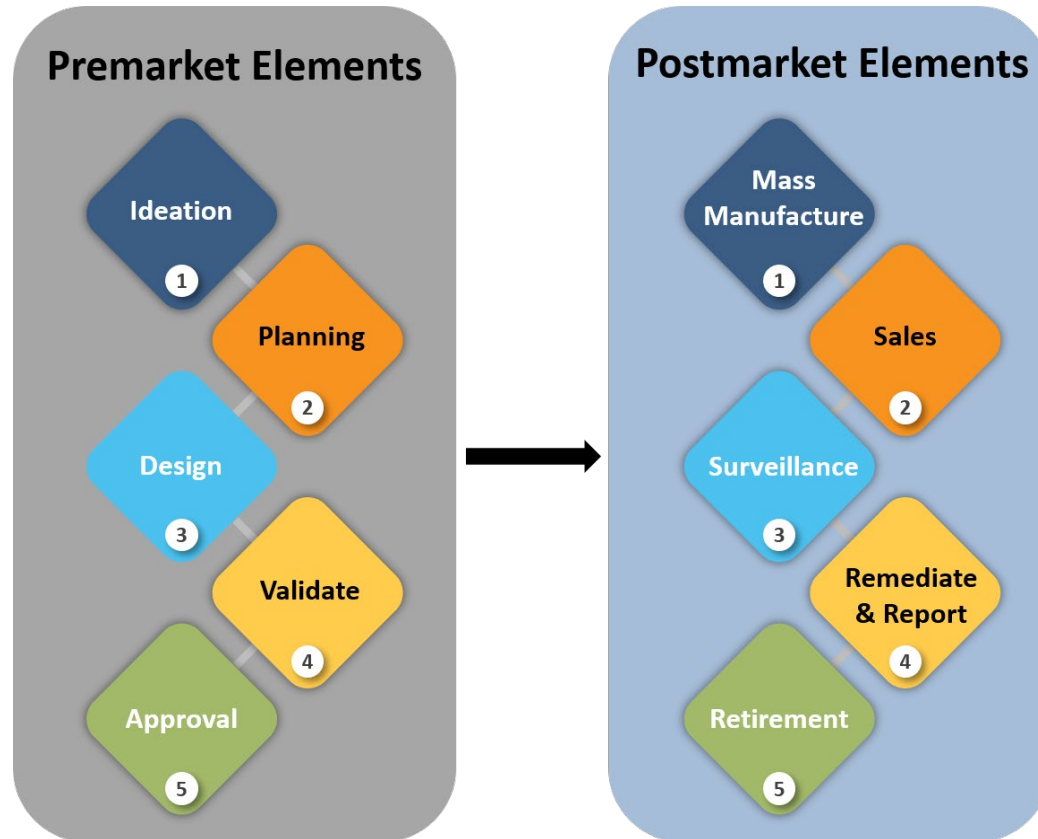 Premarket Elements
Ideation
1
Planning
2
Design
3
Validate
4
Approval
5
Postmarket Elements
Mass
Manufacture
1
Sales
2
Surveillance
3
Remediate
& Report
4
Retirement
5